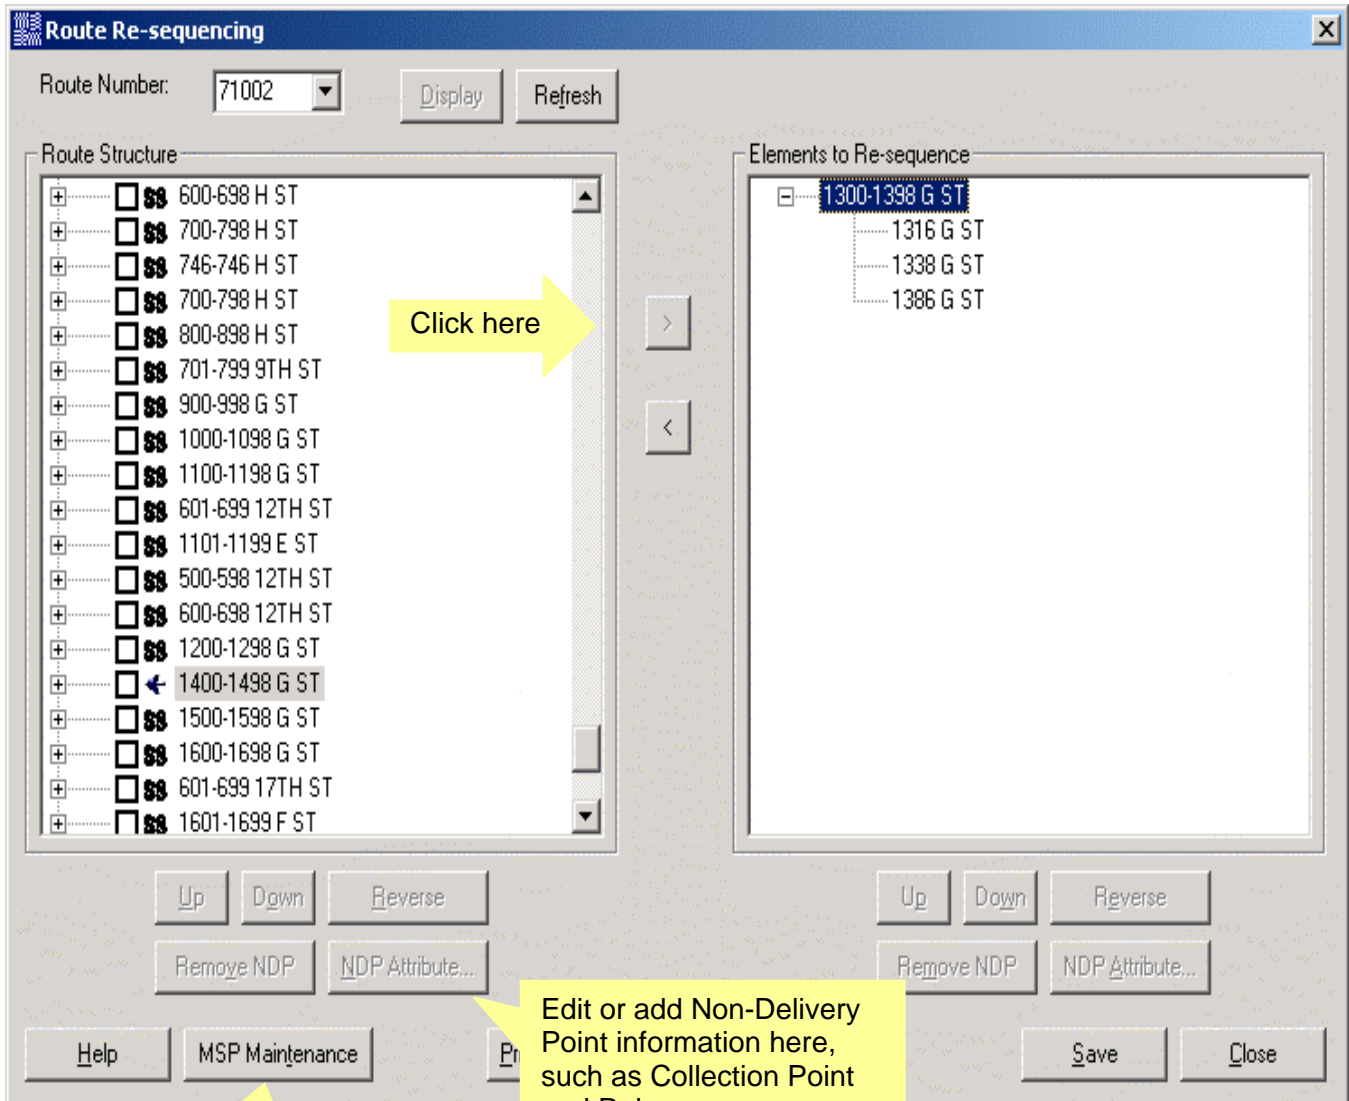 Route Re-sequencing
Route Number:
71002
Display
Refresh
Route Structure
600-698 H ST
700-798 H ST
746-746 H ST
700-798 H ST
800-898 H ST
701-799 9TH ST
900-998 G ST
1000-1098 G ST
1100-1198 G ST
601-699 12TH ST
1101-1199 E ST
500-598 12TH ST
600-698 12TH ST
1200-1298 G ST
1400-1498 G ST
1500-1598 G ST
1600-1698 G ST
601-699 17TH ST
1601-1699 F ST
Click here
>
<
Elements to Re-sequence
1300-1398 G ST
1316 G ST
1338 G ST
1386 G ST
Up
Down
Reverse
Remove NDP
NDP Attribute...
Up
Down
Reverse
Remove NDP
NDP Attribute...
Edit or add Non-Delivery
Point information here,
such as Collection Point
Help
MSP Maintenance
Save
Close